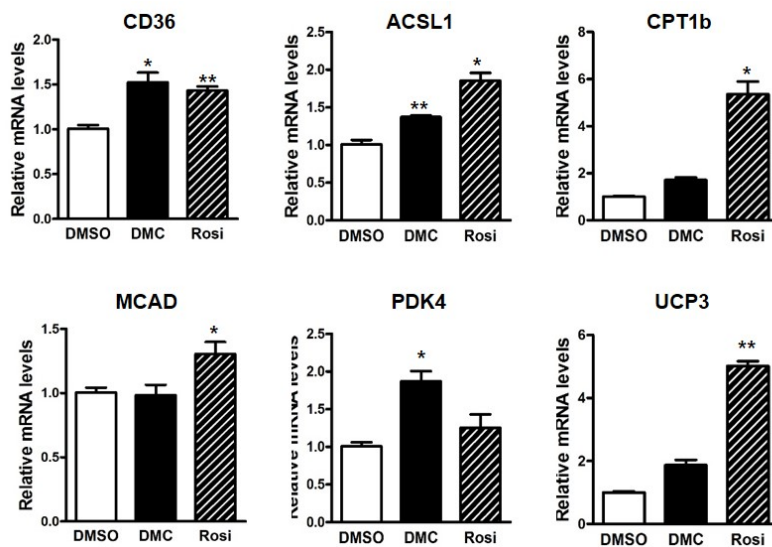 CD36
Relative mRNA levels
2.0
1.5
1.0
0.5
0.0
*
**
DMSO DMC Rosi
ACSL1
Relative mRNA levels
2.5
2.0
1.5
1.0
0.5
0.0
**
*
DMSO DMC Rosi
CPT1b
Relative mRNA levels
8
6
4
2
0
*
DMSO DMC Rosi
MCAD
Relative mRNA levels
1.5
1.0
0.5
0.0
*
DMSO DMC Rosi
PDK4
Relative mRNA levels
2.5
2.0
1.5
1.0
0.5
0.0
*
DMSO DMC Rosi
UCP3
Relative mRNA levels
6
4
2
0
**
DMSO DMC Rosi